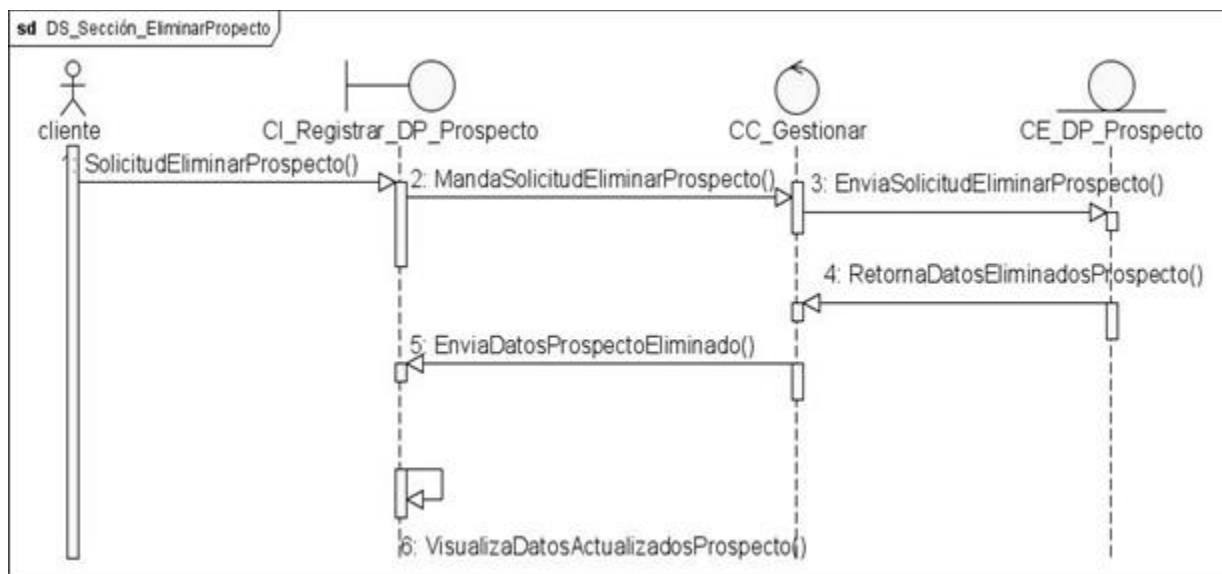 sd DS_Sección_EliminarPropecto
cliente
CI_Registrar_DP_Prospecto
CC_Gestionar
CE_DP_Prospecto
1: SolicitudEliminarProspecto()
2: MandaSolicitudEliminarProspecto()
3: EnviaSolicitudEliminarProspecto()
4: RetornaDatosEliminadosProspecto()
5: EnviaDatosProspectoEliminado()
6: VisualizaDatosActualizadosProspecto()